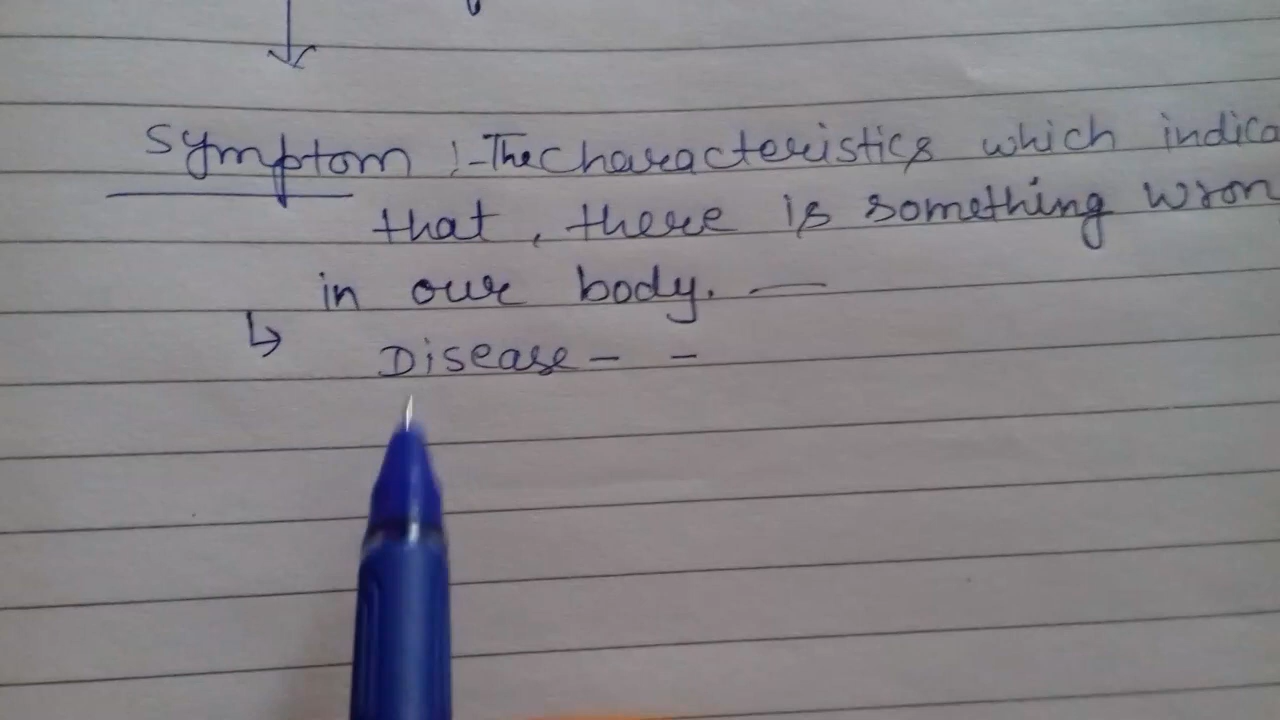 Symptom :- The characteristics which indica
that, there is something wron
in our body. —
↳ Disease - -